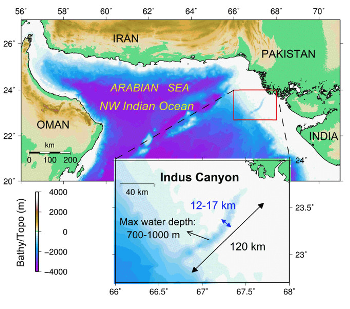 56° 58° 60° 62° 64° 66° 68° 70°
26°
24°
22°
20°
IRAN
PAKISTAN
ARABIAN SEA
NW Indian Ocean
OMAN
INDIA
km
0 100 200
Bathy/Topo (m)
4000
2000
0
−2000
−4000
Indus Canyon
40 km
12-17 km
Max water depth:
700-1000 m
120 km
24°
23.5°
23°
66° 66.5° 67° 67.5° 68°